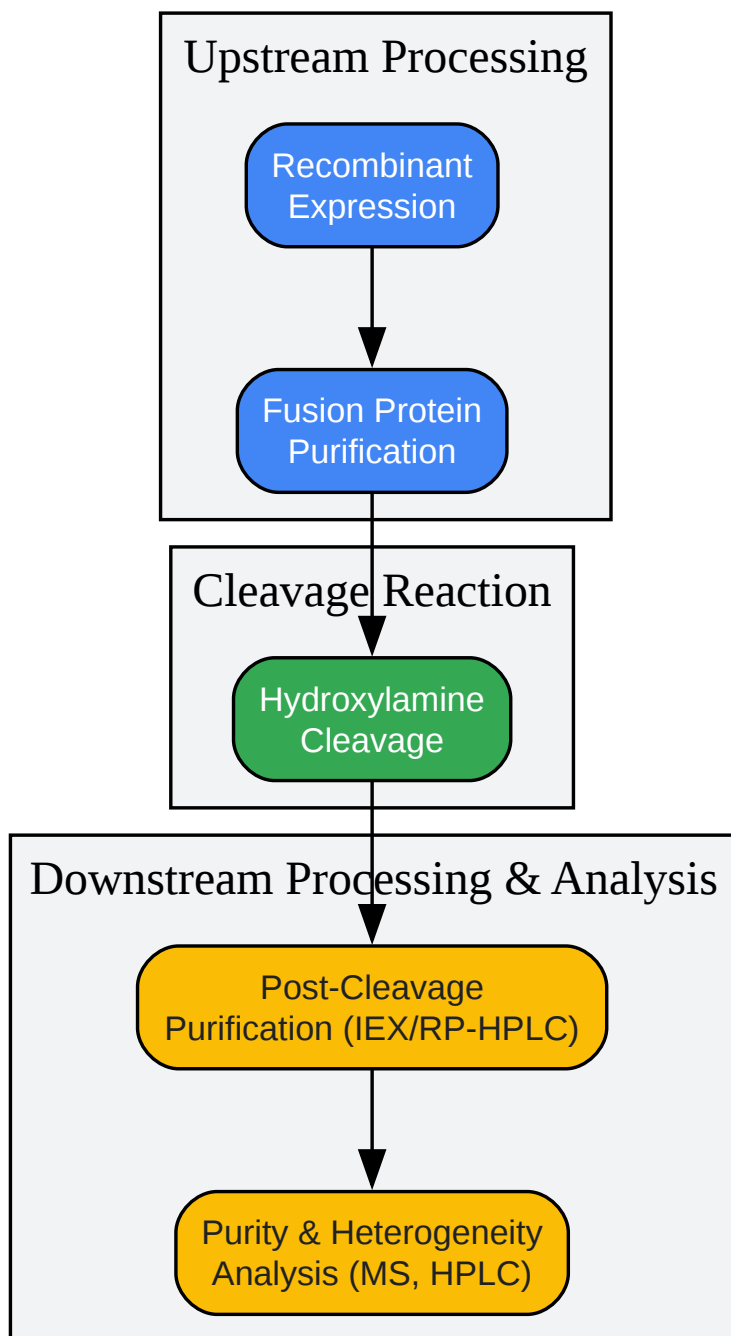 Upstream Processing
Recombinant
Expression
Fusion Protein
Purification
Cleavage Reaction
Hydroxylamine
Cleavage
Downstream Processing & Analysis
Post-Cleavage
Purification (IEX/RP-HPLC)
Purity & Heterogeneity
Analysis (MS, HPLC)